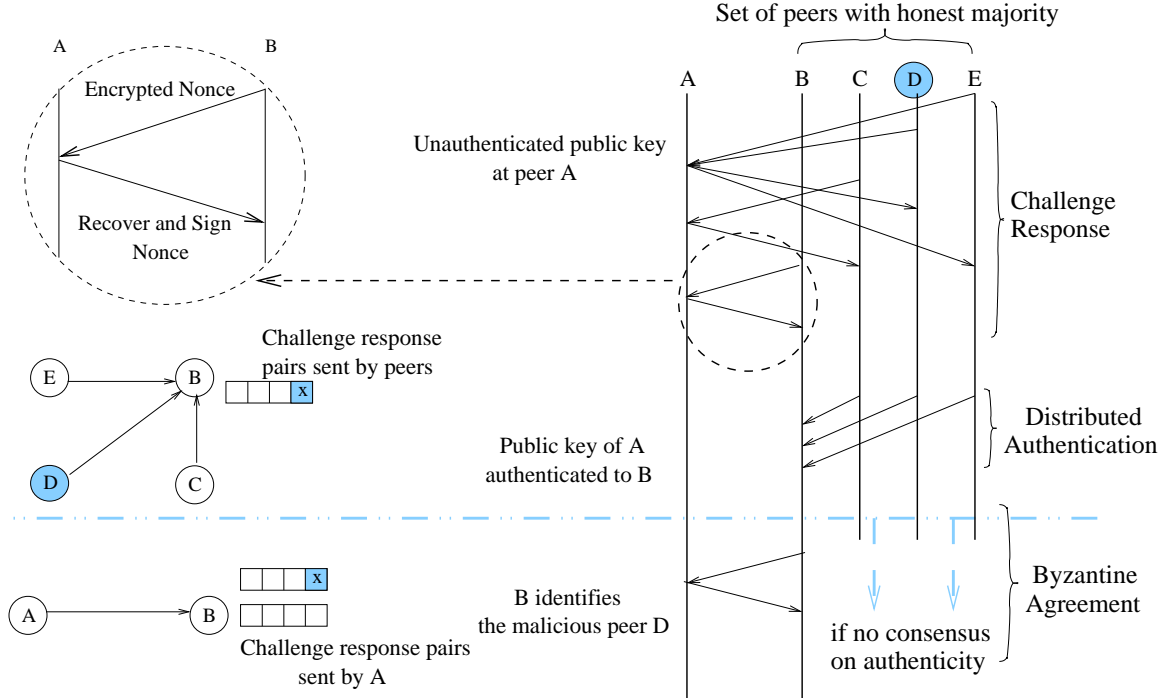 Set of peers with honest majority
A
B
A
B
C
D
E
Encrypted Nonce
Recover and Sign
Nonce
Unauthenticated public key
at peer A
Challenge
Response
Challenge response
pairs sent by peers
E
B
x
D
C
Public key of A
authenticated to B
Distributed
Authentication
A
B
x
Challenge response pairs
sent by A
B identifies
the malicious peer D
if no consensus
on authenticity
Byzantine
Agreement